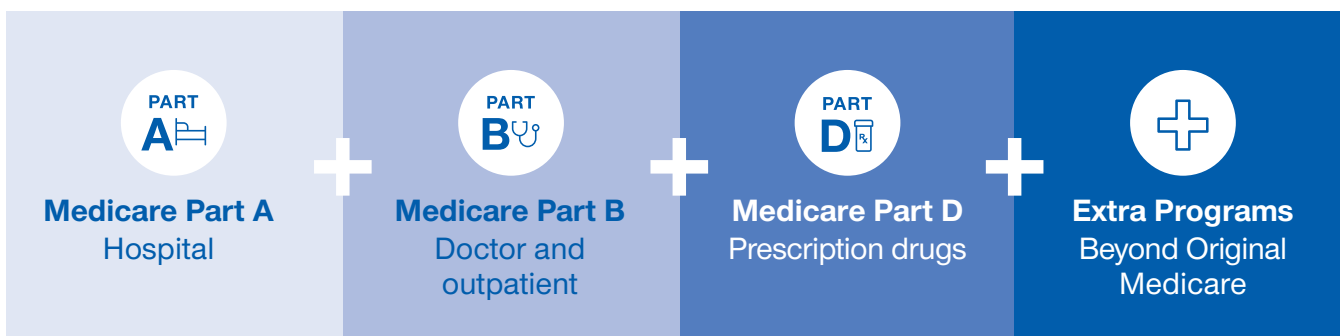 PART
A
Medicare Part A
Hospital
PART
B
Medicare Part B
Doctor and
outpatient
PART
D
Rx
Medicare Part D
Prescription drugs
Extra Programs
Beyond Original
Medicare